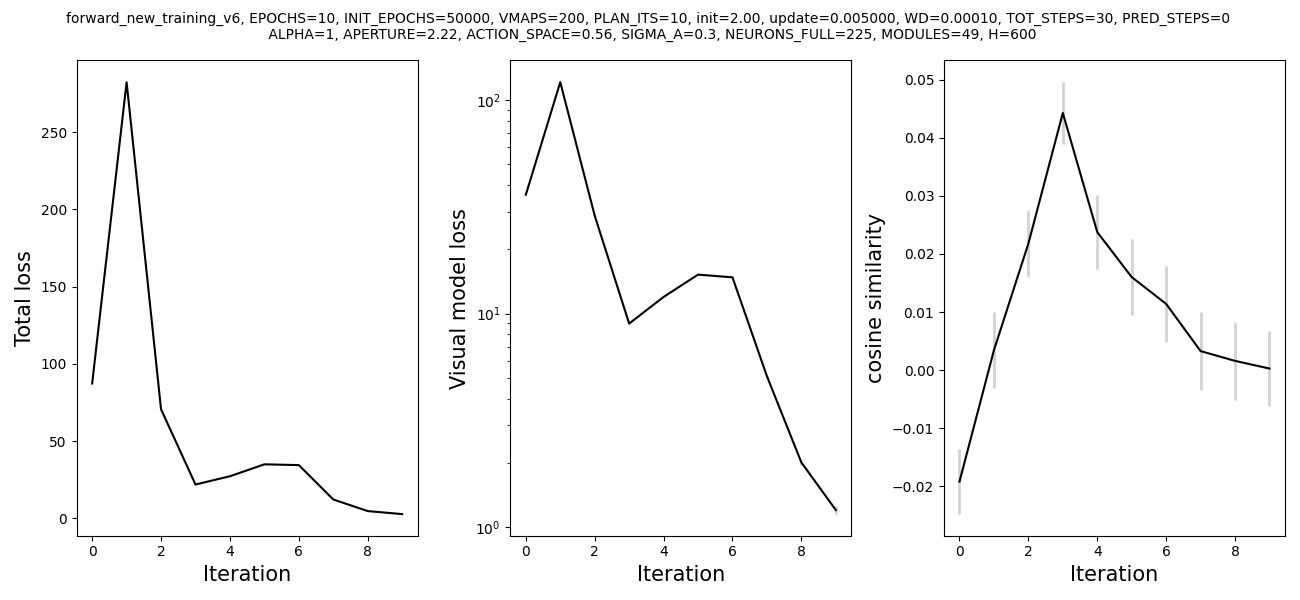 forward_new_training_v6, EPOCHS=10, INIT_EPOCHS=50000, VMAPS=200, PLAN_ITS=10, init=2.00, update=0.005000, WD=0.00010, TOT_STEPS=30, PRED_STEPS=0
ALPHA=1, APERTURE=2.22, ACTION_SPACE=0.56, SIGMA_A=0.3, NEURONS_FULL=225, MODULES=49, H=600
Total loss
250
200
150
100
50
0
0 2 4 6 8
Iteration
Visual model loss
10²
10¹
10⁰
0 2 4 6 8
Iteration
cosine similarity
0.05
0.04
0.03
0.02
0.01
0.00
−0.01
−0.02
0 2 4 6 8
Iteration